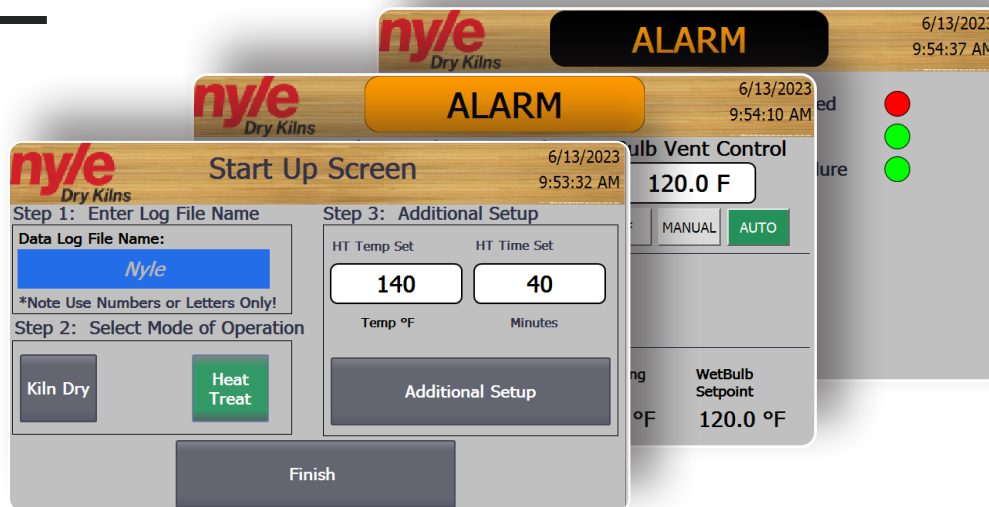 nyle
Dry Kilns
ALARM
6/13/2023
9:54:37 AM
nyle
Dry Kilns
ALARM
6/13/2023
9:54:10 AM
Vent Control
120.0 F
MANUAL
AUTO
WetBulb
Setpoint
°F
120.0 °F
nyle
Dry Kilns
Start Up Screen
6/13/2023
9:53:32 AM
Step 1: Enter Log File Name
Data Log File Name:
Nyle
*Note Use Numbers or Letters Only!
Step 2: Select Mode of Operation
Kiln Dry
Heat
Treat
Step 3: Additional Setup
HT Temp Set
HT Time Set
140
40
Temp °F
Minutes
Additional Setup
Finish